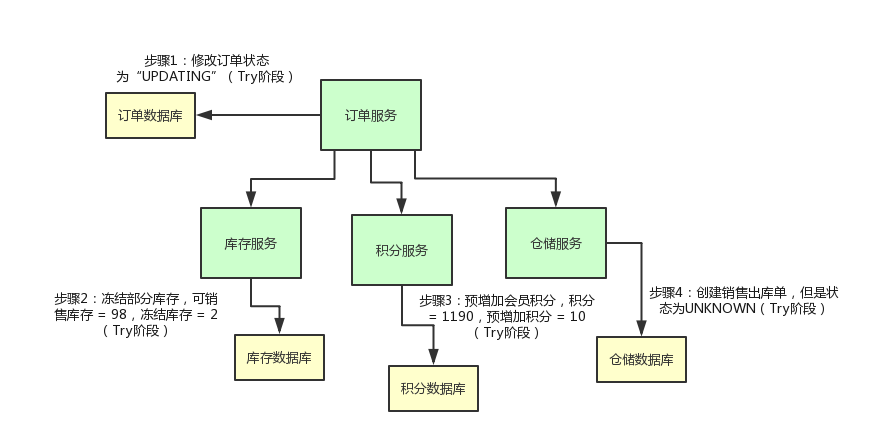 步骤1：修改订单状态
为“UPDATING”（Try阶段）
订单数据库
订单服务
库存服务
积分服务
仓储服务
步骤2：冻结部分库存，可销
售库存 = 98，冻结库存 = 2
（Try阶段）
步骤3：预增加会员积分，积分
= 1190，预增加积分 = 10
（Try阶段）
步骤4：创建销售出库单，但是状
态为UNKNOWN（Try阶段）
库存数据库
积分数据库
仓储数据库